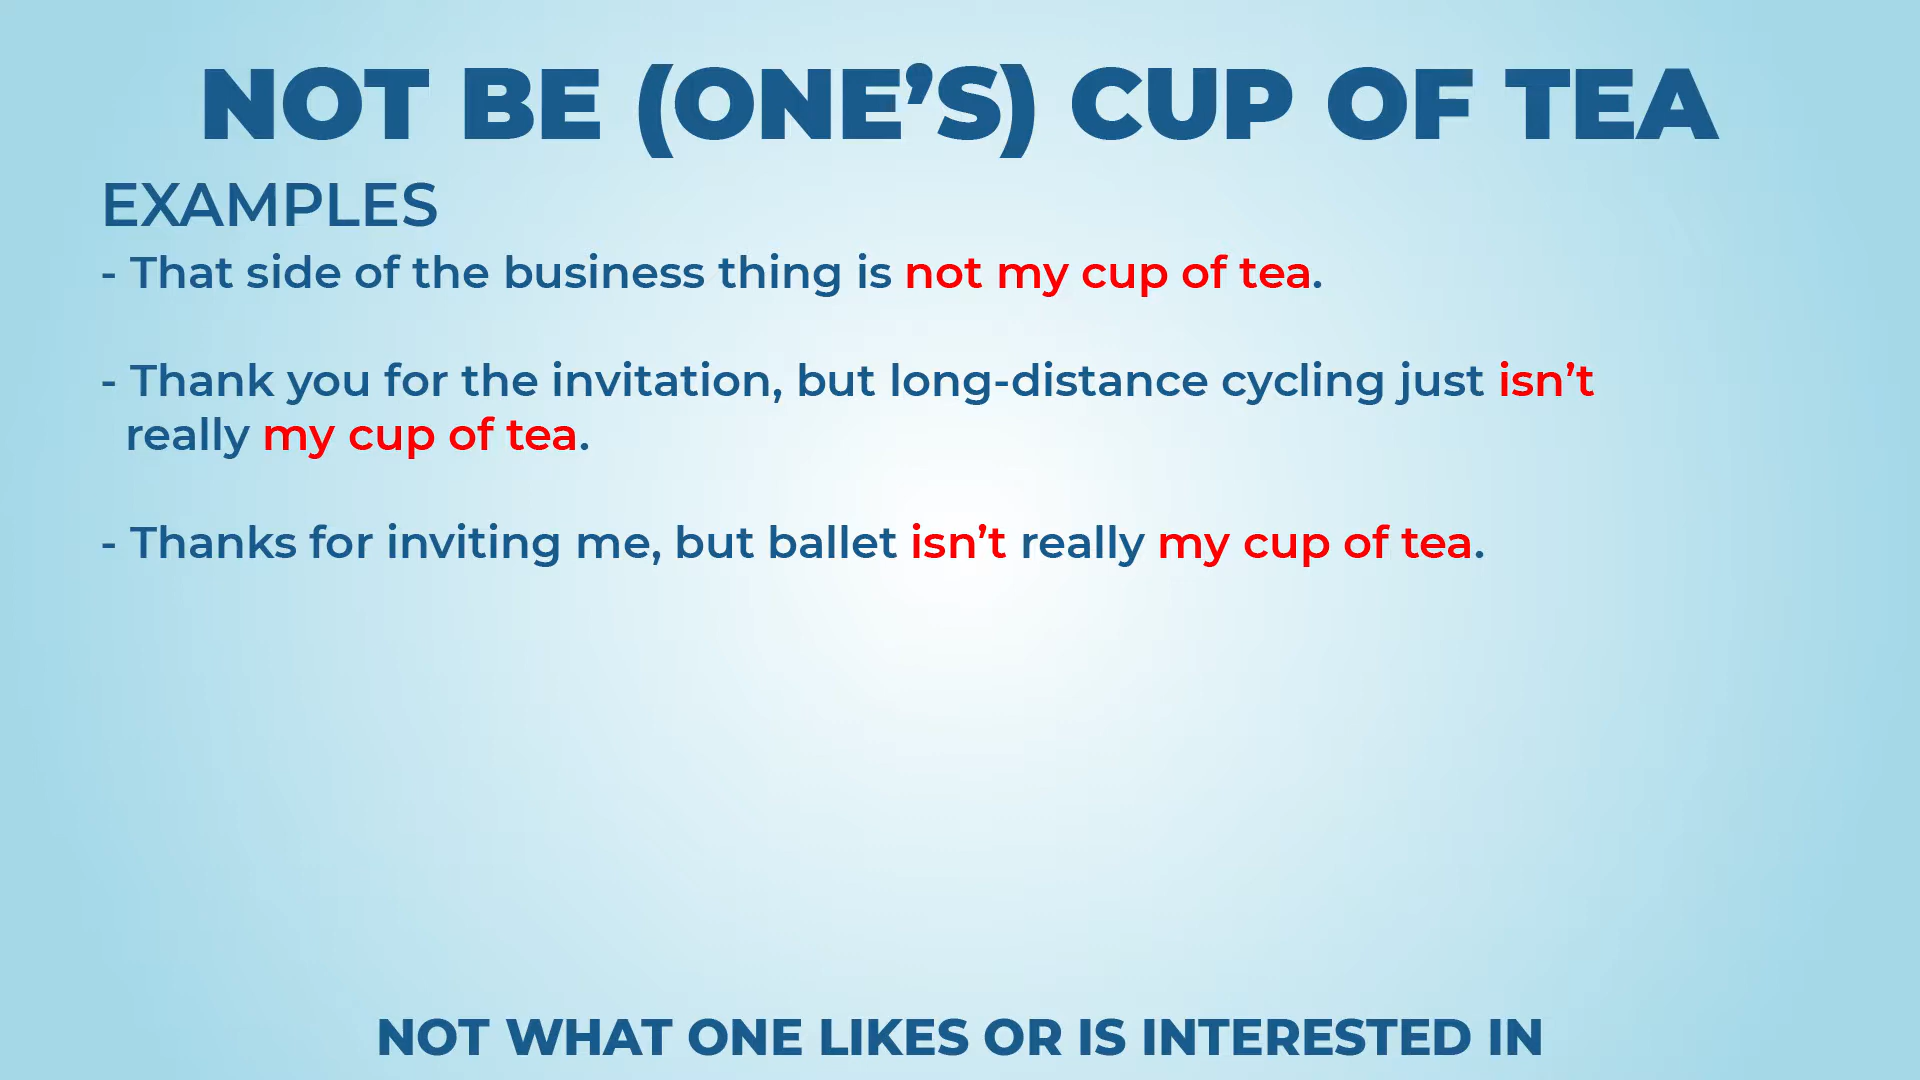 NOT BE (ONE’S) CUP OF TEA
EXAMPLES
- That side of the business thing is not my cup of tea.
- Thank you for the invitation, but long-distance cycling just isn’t
really my cup of tea.
- Thanks for inviting me, but ballet isn’t really my cup of tea.
NOT WHAT ONE LIKES OR IS INTERESTED IN